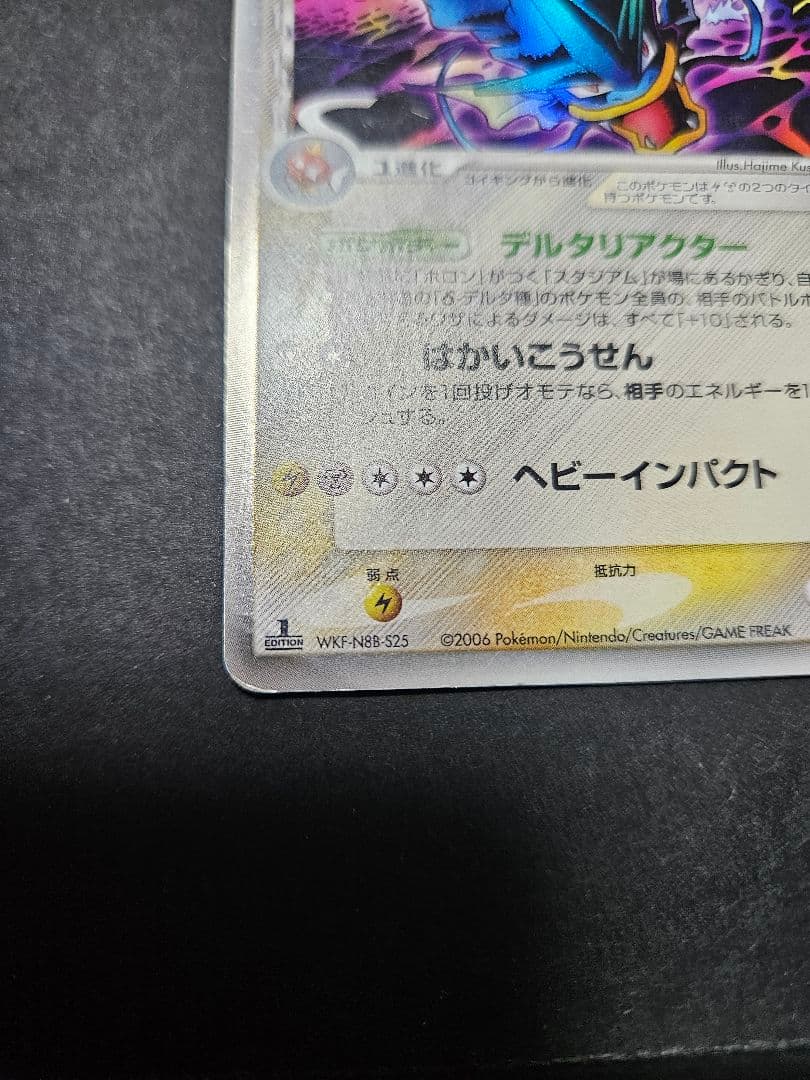 Illus.Hajime Kus
1進化
コイキングから進化
このポケモンは の2つのタイ
持つポケモンです。
デルタリアクター
に「ホロン」がつく「スタジアム」が場にあるかぎり、自
の「δ-デルタ種」のポケモン全員の、相手のバトルポ
ワザによるダメージは、すべて「+10」される。
はかいこうせん
コインを1回投げオモテなら、相手のエネルギーを1
シュする。
ヘビーインパクト
弱点
抵抗力
1 EDITION WKF-N8B-S25 ©2006 Pokémon/Nintendo/Creatures/GAME FREAK